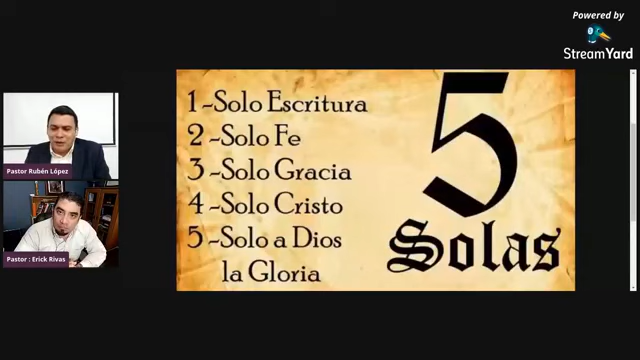 Powered by
StreamYard
Pastor Rubén López
Pastor : Erick Rivas
1 -Solo Escritura
2 -Solo Fe
3 -Solo Gracia
4 -Solo Cristo
5 -Solo a Dios
la Gloria
5
Solas